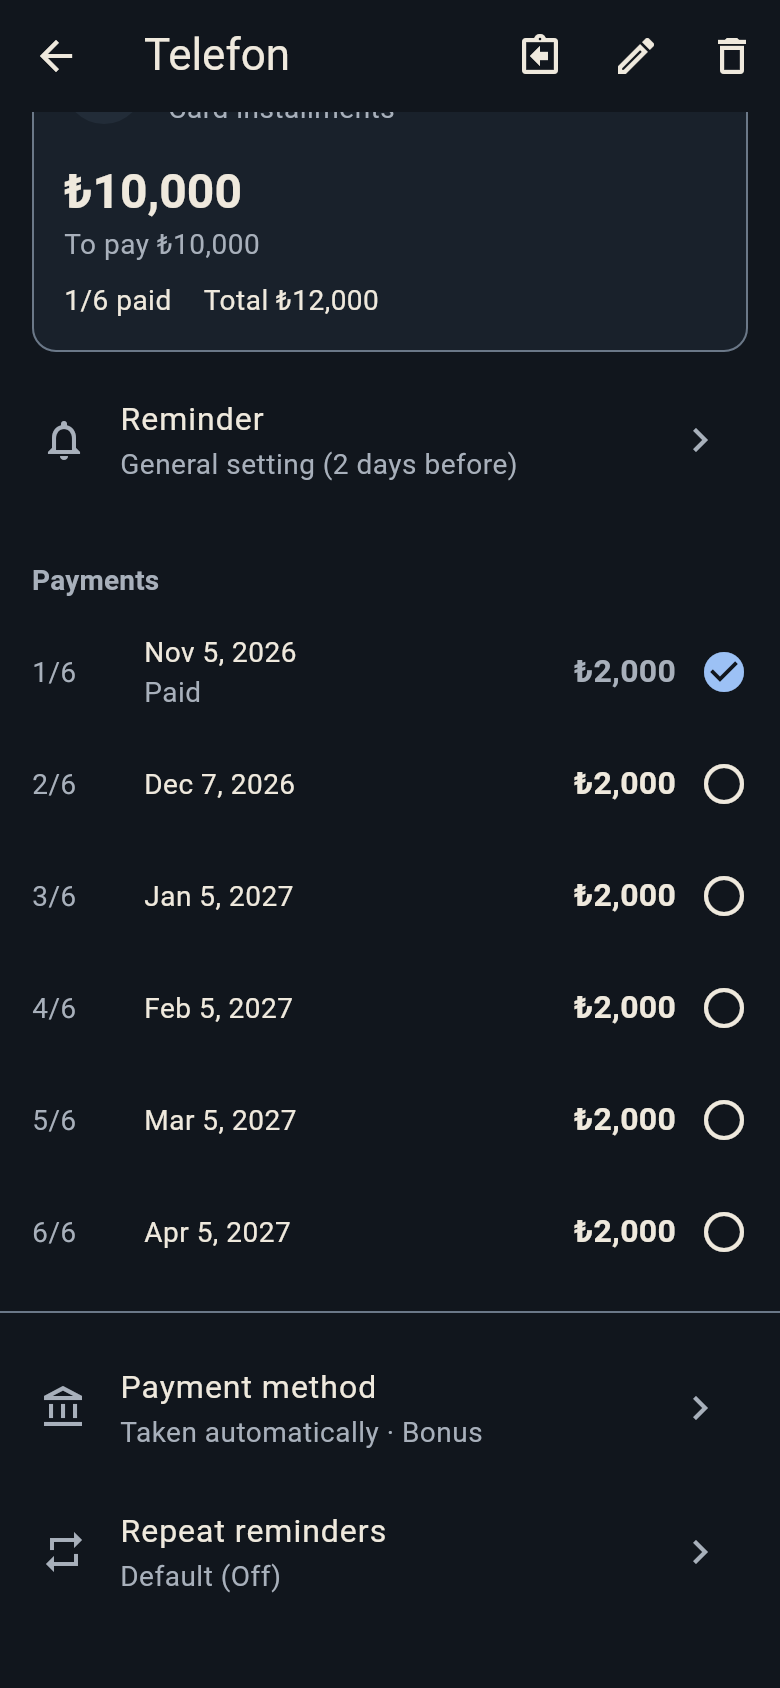 Telefon
Card installments
₺10,000
To pay ₺10,000
1/6 paid Total ₺12,000
Reminder
General setting (2 days before)
Payments
1/6 Nov 5, 2026 ₺2,000
Paid
2/6 Dec 7, 2026 ₺2,000
3/6 Jan 5, 2027 ₺2,000
4/6 Feb 5, 2027 ₺2,000
5/6 Mar 5, 2027 ₺2,000
6/6 Apr 5, 2027 ₺2,000
Payment method
Taken automatically · Bonus
Repeat reminders
Default (Off)